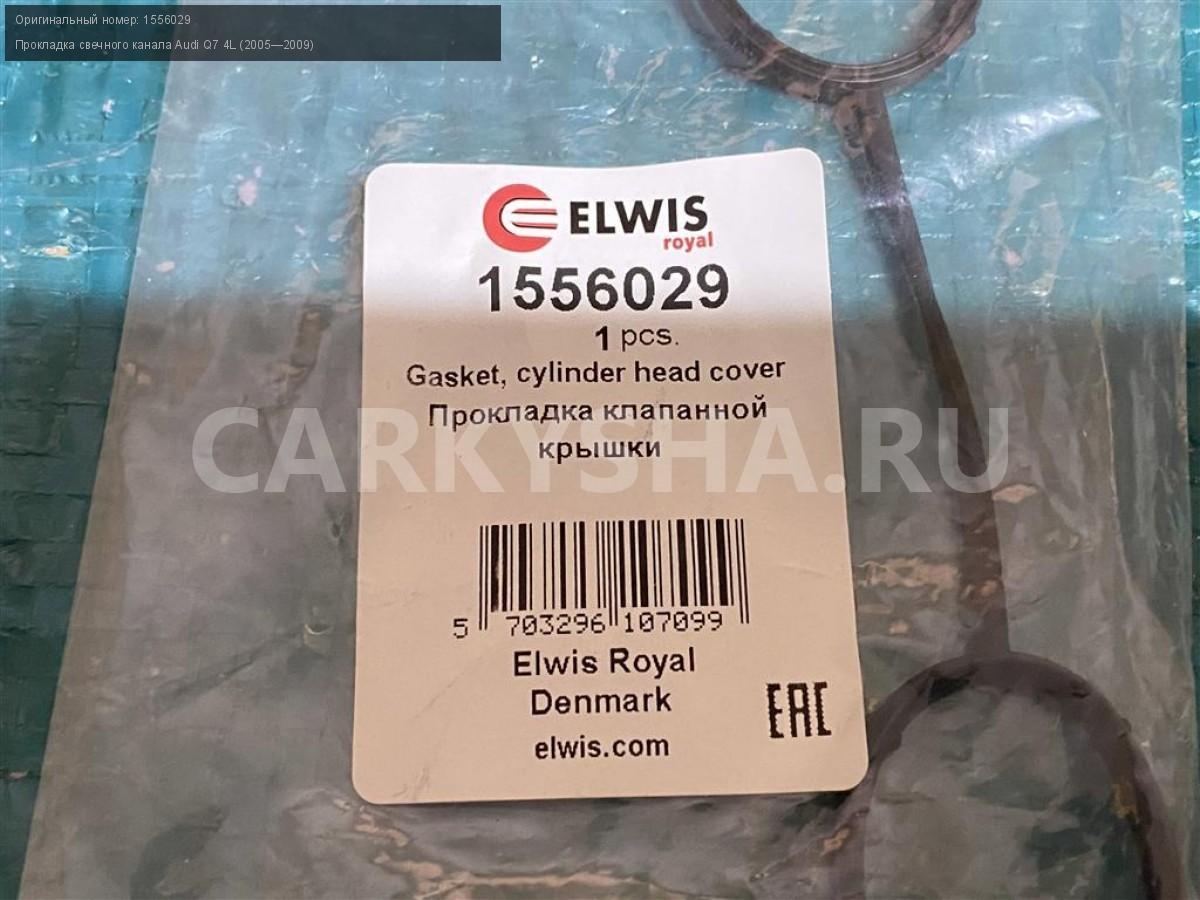 Оригинальный номер: 1556029
Прокладка свечного канала Audi Q7 4L (2005—2009)
ELWIS
royal
1556029
1 pcs.
Gasket, cylinder head cover
Прокладка клапанной
крышки
CARKYSHA.RU
5 703296 107099
Elwis Royal
Denmark
EAC
elwis.com